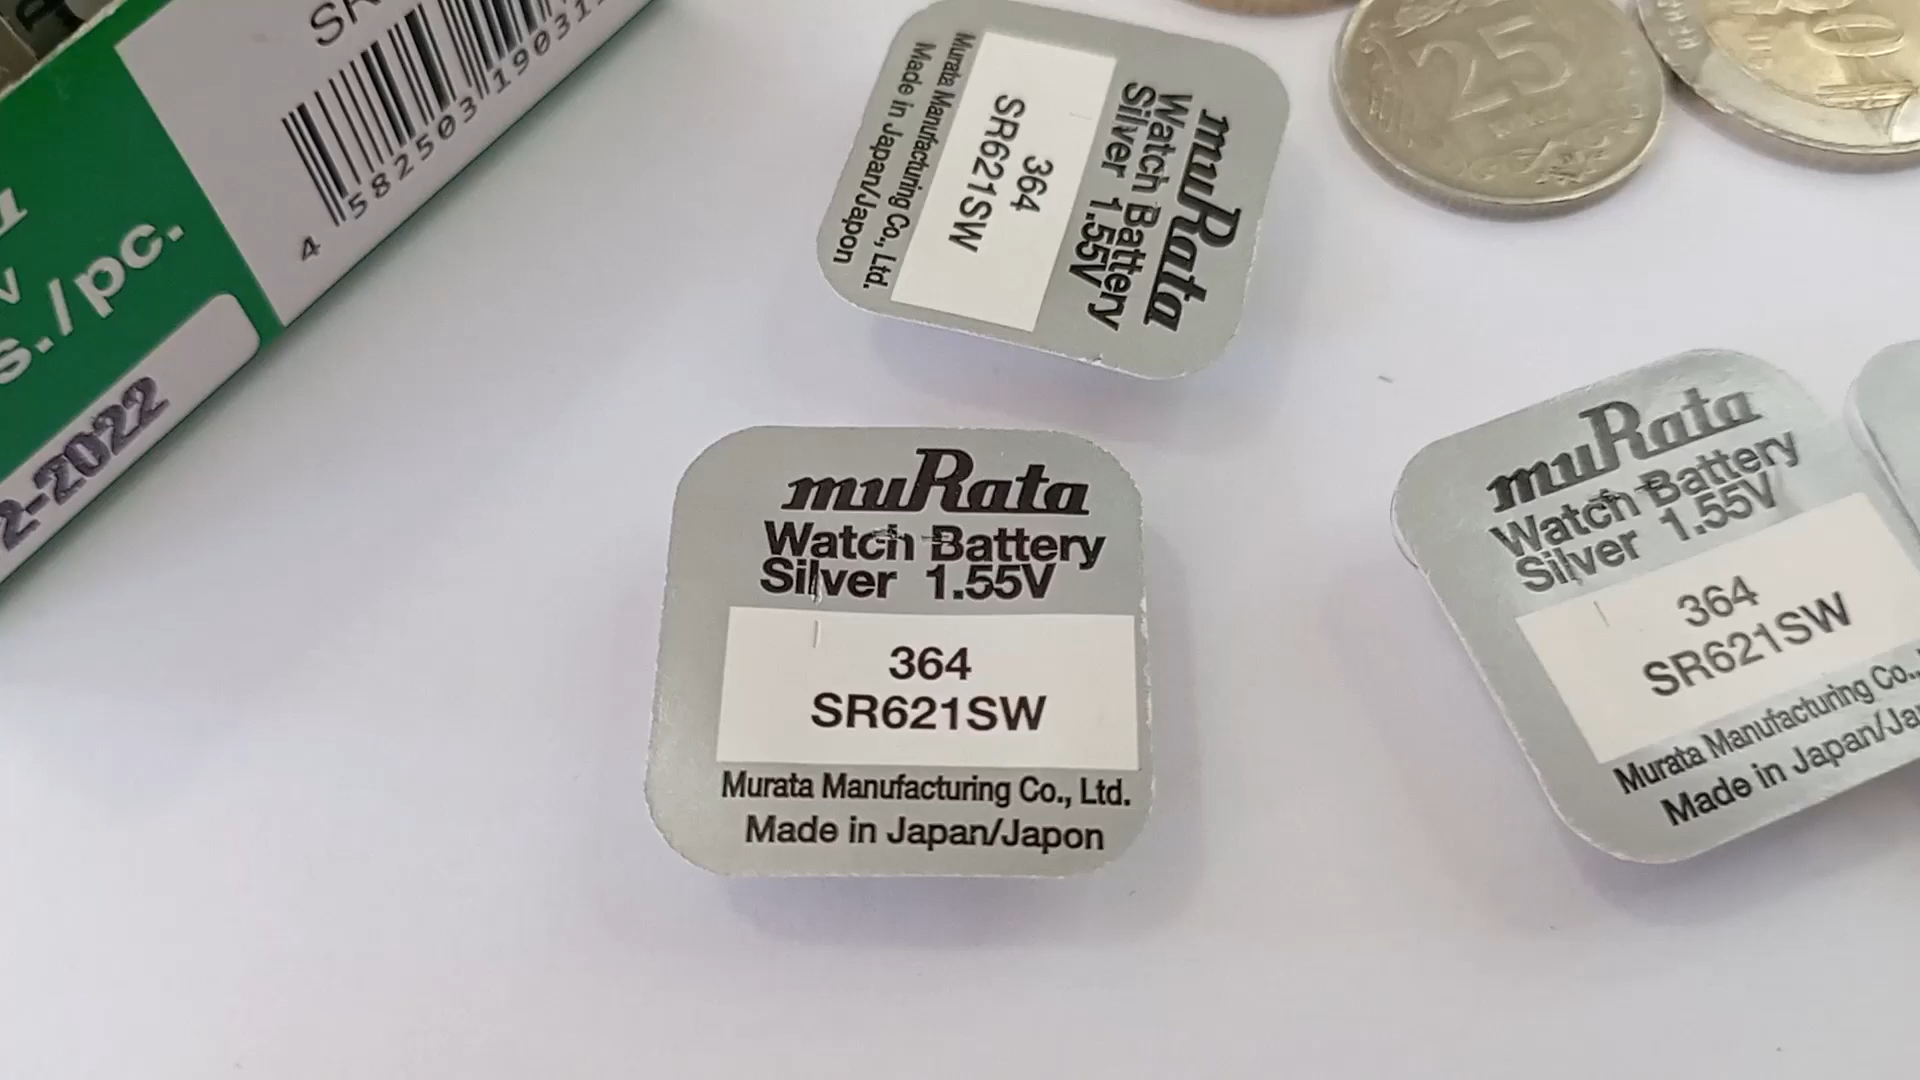 4 582503 19031
s./pc.
2-2022
muRata
Watch Battery
Silver 1.55V
364
SR621SW
Murata Manufacturing Co., Ltd.
Made in Japan/Japon
25
muRata
Watch Battery
Silver 1.55V
364
SR621SW
Murata Manufacturing Co., Ltd.
Made in Japan/Japon
muRata
Watch Battery
Silver 1.55V
364
SR621SW
Murata Manufacturing Co.,
Made in Japan/Ja